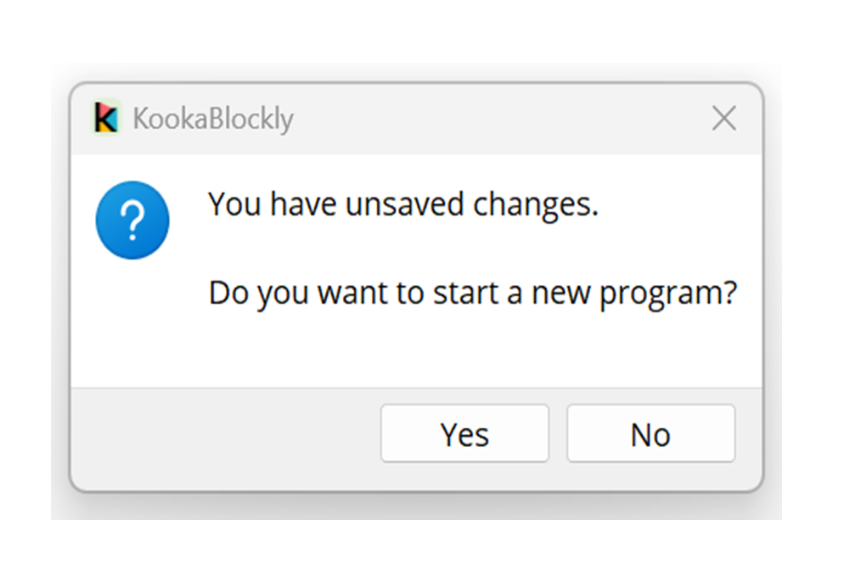 KookaBlockly
You have unsaved changes.
Do you want to start a new program?
Yes No